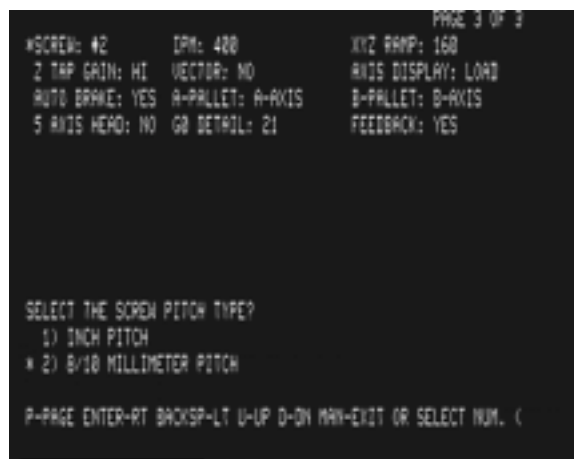 PAGE 3 OF 3
*SCREW: #2 IPM: 400 XYZ RAMP: 160
Z TAP GAIN: HI VECTOR: NO AXIS DISPLAY: LOAD
AUTO BRAKE: YES A-PALLET: A-AXIS B-PALLET: B-AXIS
5 AXIS HEAD: NO G0 DETAIL: 21 FEEDBACK: YES
SELECT THE SCREW PITCH TYPE?
1) INCH PITCH
* 2) 8/10 MILLIMETER PITCH
P-PAGE ENTER-RT BACKSP-LT U-UP D-DN MAN-EXIT OR SELECT NUM. (